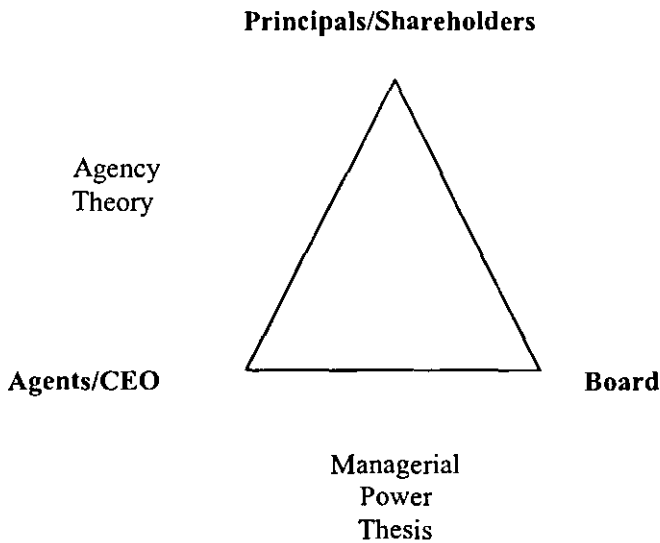 Principals/Shareholders
Agency
Theory
Agents/CEO
Board
Managerial
Power
Thesis